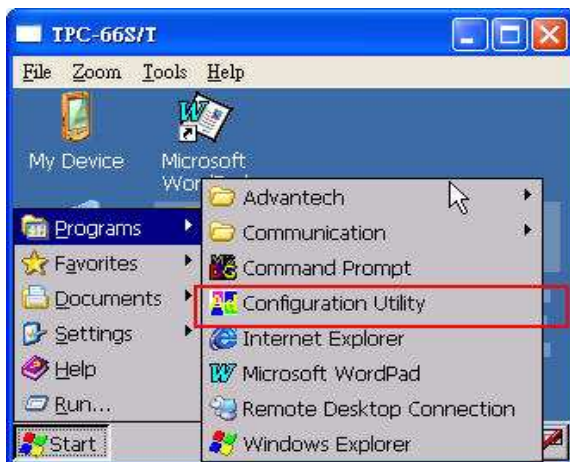 TPC-66S/T
File Zoom Tools Help
My Device
Microsoft
Wor
Programs
Favorites
Documents
Settings
Help
Run...
Start
Advantech
Communication
Command Prompt
Configuration Utility
Internet Explorer
Microsoft WordPad
Remote Desktop Connection
Windows Explorer